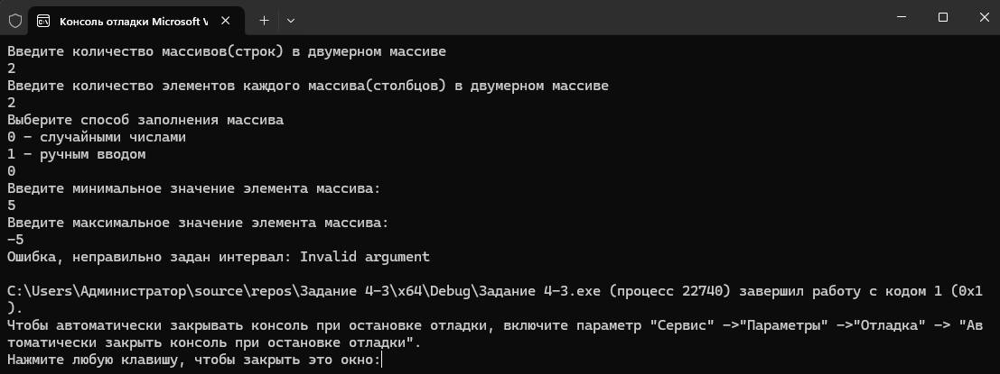 Консоль отладки Microsoft V
Введите количество массивов(строк) в двумерном массиве
2
Введите количество элементов каждого массива(столбцов) в двумерном массиве
2
Выберите способ заполнения массива
0 - случайными числами
1 - ручным вводом
0
Введите минимальное значение элемента массива:
5
Введите максимальное значение элемента массива:
-5
Ошибка, неправильно задан интервал: Invalid argument
C:\Users\Администратор\source\repos\Задание 4-3\x64\Debug\Задание 4-3.exe (процесс 22740) завершил работу с кодом 1 (0x1
).
Чтобы автоматически закрывать консоль при остановке отладки, включите параметр "Сервис" ->"Параметры" ->"Отладка" -> "Ав
томатически закрыть консоль при остановке отладки".
Нажмите любую клавишу, чтобы закрыть это окно: